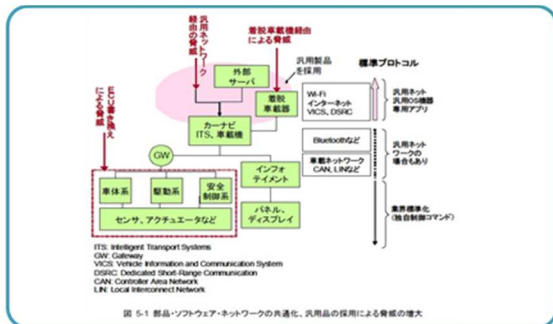 汎用ネットワーク
経由の脅威
着脱車載機経由
による脅威
汎用製品
を採用
標準プロトコル
外部
サーバ
着脱
車載器
Wi-Fi
インターネット
VICS, DSRC
汎用ネット
汎用OS機器
専用アプリ
カーナビ
ITS、車載機
ECU書き換え
による脅威
Bluetoothなど
車載ネットワーク
CAN, LINなど
汎用ネット
ワークの
場合もあり
GW
インフォ
テイメント
車体系
駆動系
安全
制御系
センサ、アクチュエータなど
パネル、
ディスプレイ
業界標準化
(独自制御コマンド)
ITS: Intelligent Transport Systems
GW: Gateway
VICS: Vehicle Information and Communication System
DSRC: Dedicated Short-Range Communication
CAN: Controller Area Network
LIN: Local Interconnect Network
図 5-1 部品・ソフトウェア・ネットワークの共通化、汎用品の採用による脅威の増大